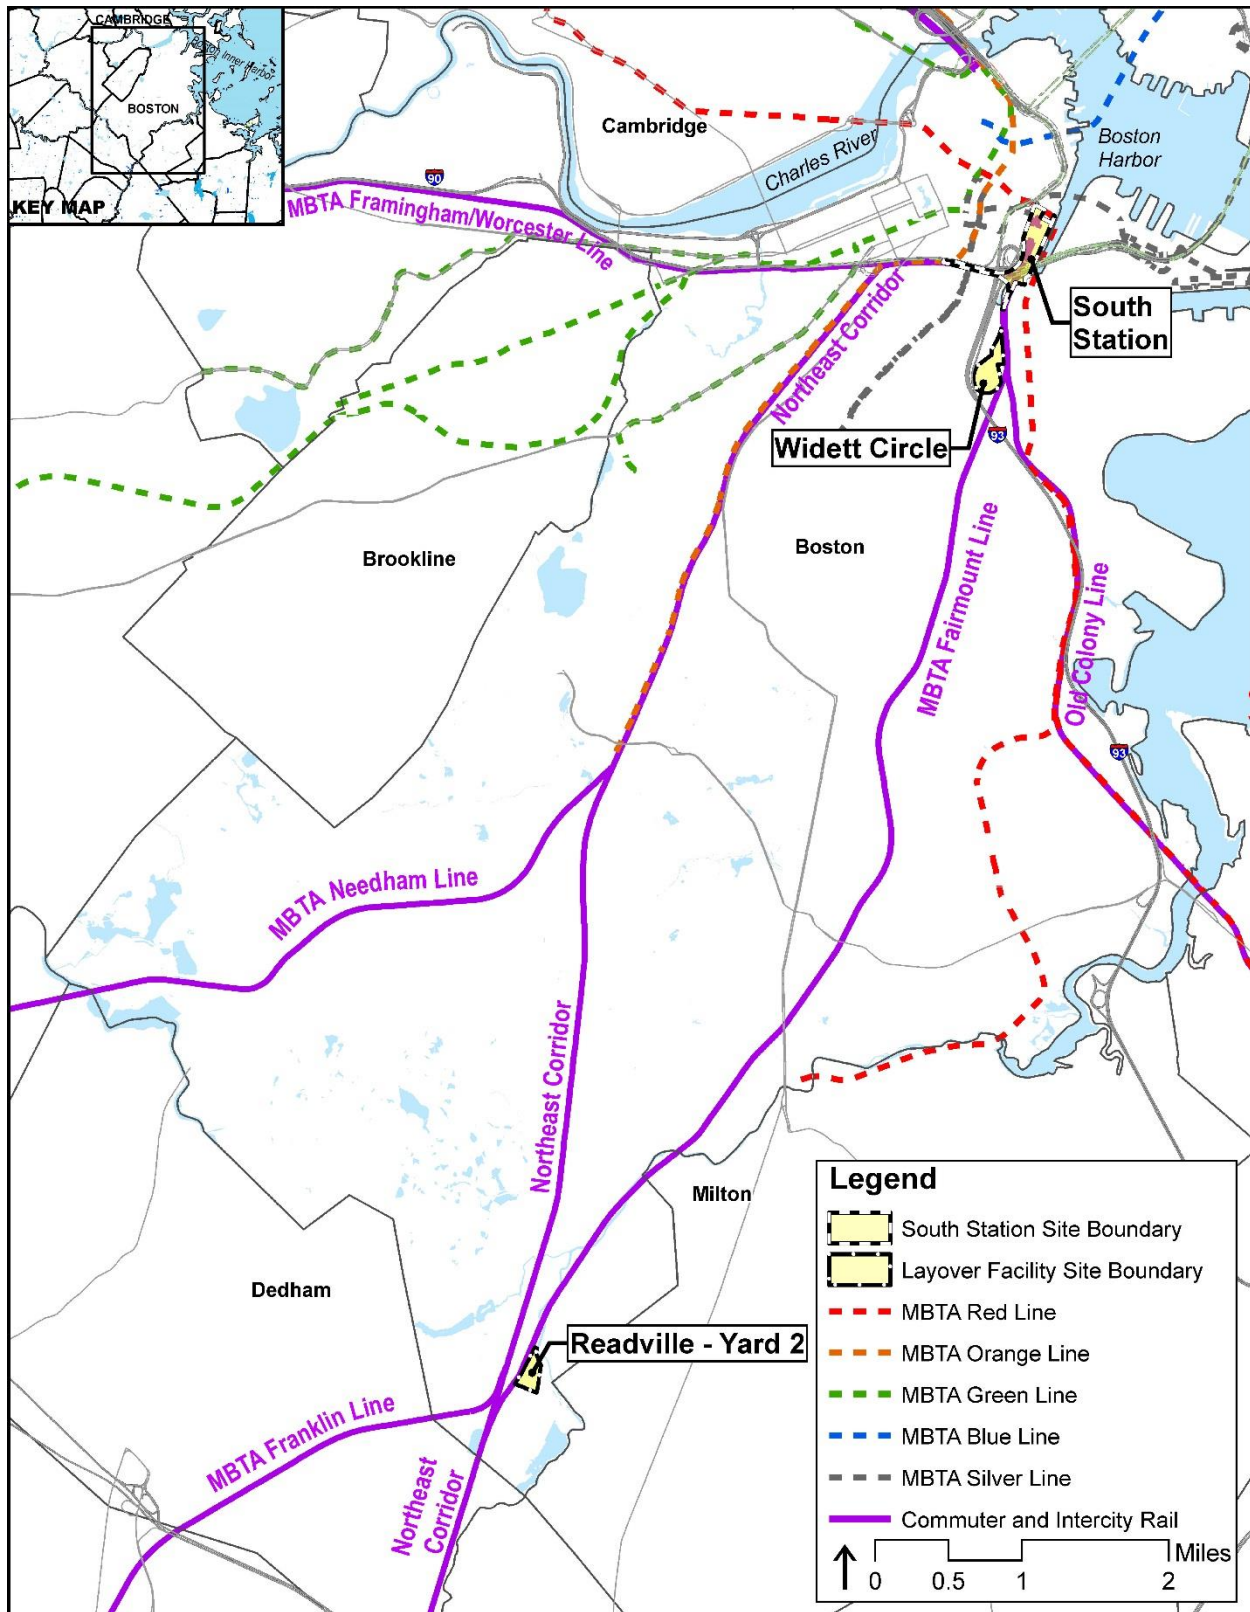 CAMBRIDGE
Boston Inner Harbor
BOSTON
KEY MAP
Cambridge
Charles River
Boston
Harbor
90
MBTA Framingham/Worcester Line
South
Station
Northeast Corridor
Widett Circle
93
Brookline
Boston
MBTA Fairmount Line
Old Colony Line
93
MBTA Needham Line
Northeast Corridor
Milton
Dedham
Readville - Yard 2
MBTA Franklin Line
Northeast
Corridor
Legend
South Station Site Boundary
Layover Facility Site Boundary
MBTA Red Line
MBTA Orange Line
MBTA Green Line
MBTA Blue Line
MBTA Silver Line
Commuter and Intercity Rail
Miles
0 0.5 1 2